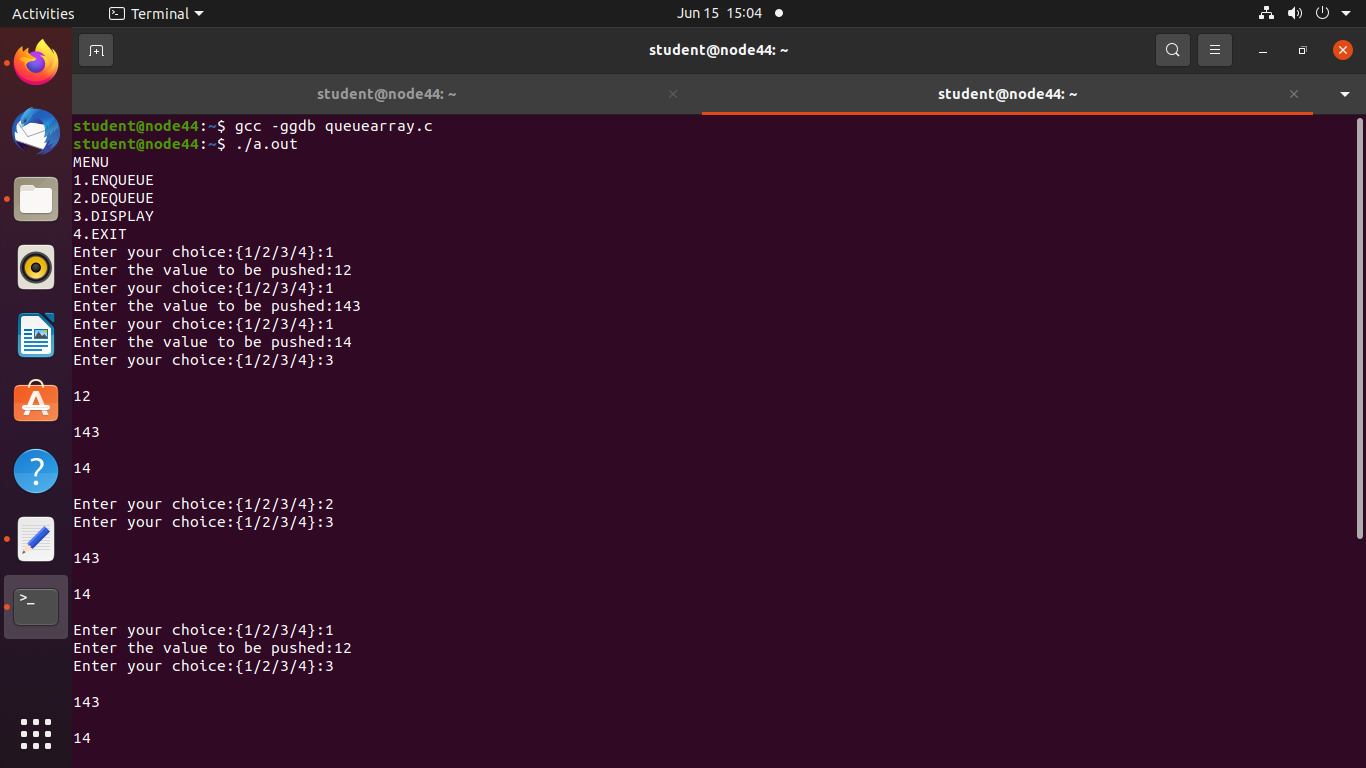 Activities
Terminal
Jun 15 15:04
student@node44: ~
student@node44: ~
student@node44: ~
student@node44:~$ gcc -ggdb queuearray.c
student@node44:~$ ./a.out
MENU
1.ENQUEUE
2.DEQUEUE
3.DISPLAY
4.EXIT
Enter your choice:{1/2/3/4}:1
Enter the value to be pushed:12
Enter your choice:{1/2/3/4}:1
Enter the value to be pushed:143
Enter your choice:{1/2/3/4}:1
Enter the value to be pushed:14
Enter your choice:{1/2/3/4}:3
12
143
14
Enter your choice:{1/2/3/4}:2
Enter your choice:{1/2/3/4}:3
143
14
Enter your choice:{1/2/3/4}:1
Enter the value to be pushed:12
Enter your choice:{1/2/3/4}:3
143
14